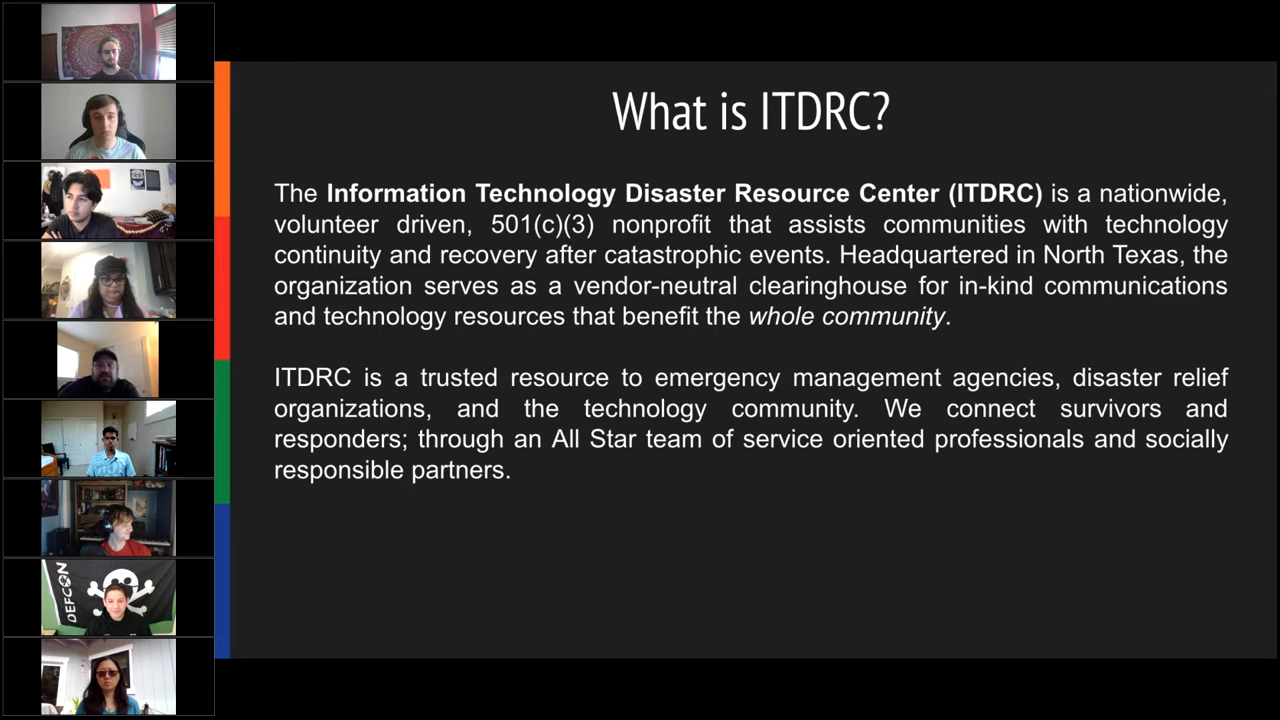 What is ITDRC?
The Information Technology Disaster Resource Center (ITDRC) is a nationwide,
volunteer driven, 501(c)(3) nonprofit that assists communities with technology
continuity and recovery after catastrophic events. Headquartered in North Texas, the
organization serves as a vendor-neutral clearinghouse for in-kind communications
and technology resources that benefit the whole community.
ITDRC is a trusted resource to emergency management agencies, disaster relief
organizations, and the technology community. We connect survivors and
responders; through an All Star team of service oriented professionals and socially
responsible partners.
DEFCON